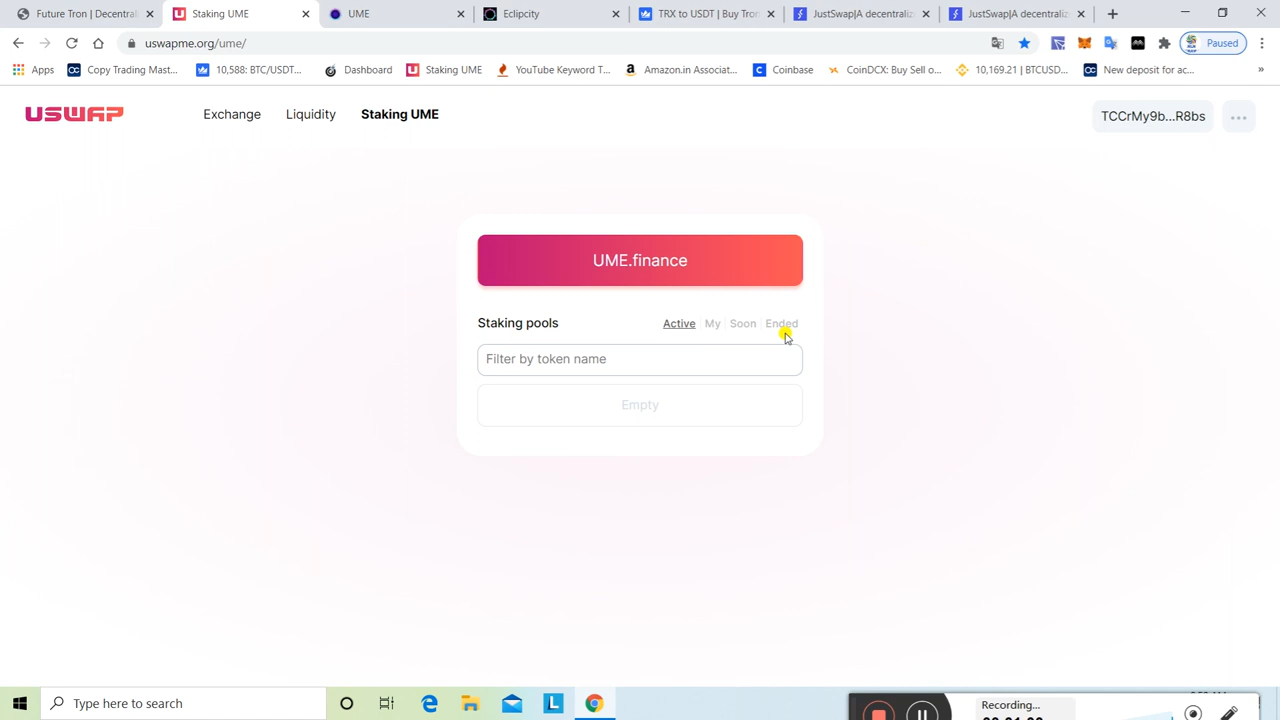 Future Tron | Decentrali
Staking UME
UME
Eclipcity
TRX to USDT | Buy Tron
JustSwap|A decentraliz
JustSwap|A decentraliz
uswapme.org/ume/
Paused
Apps
Copy Trading Mast...
10,588: BTC/USDT...
Dashboard
Staking UME
YouTube Keyword T...
Amazon.in Associat...
Coinbase
CoinDCX: Buy Sell o...
10,169.21 | BTCUSD...
New deposit for ac...
»
USWAP
Exchange
Liquidity
Staking UME
TCCrMy9b...R8bs
...
UME.finance
Staking pools
Active
My
Soon
Ended
Filter by token name
Empty
Type here to search
Recording...